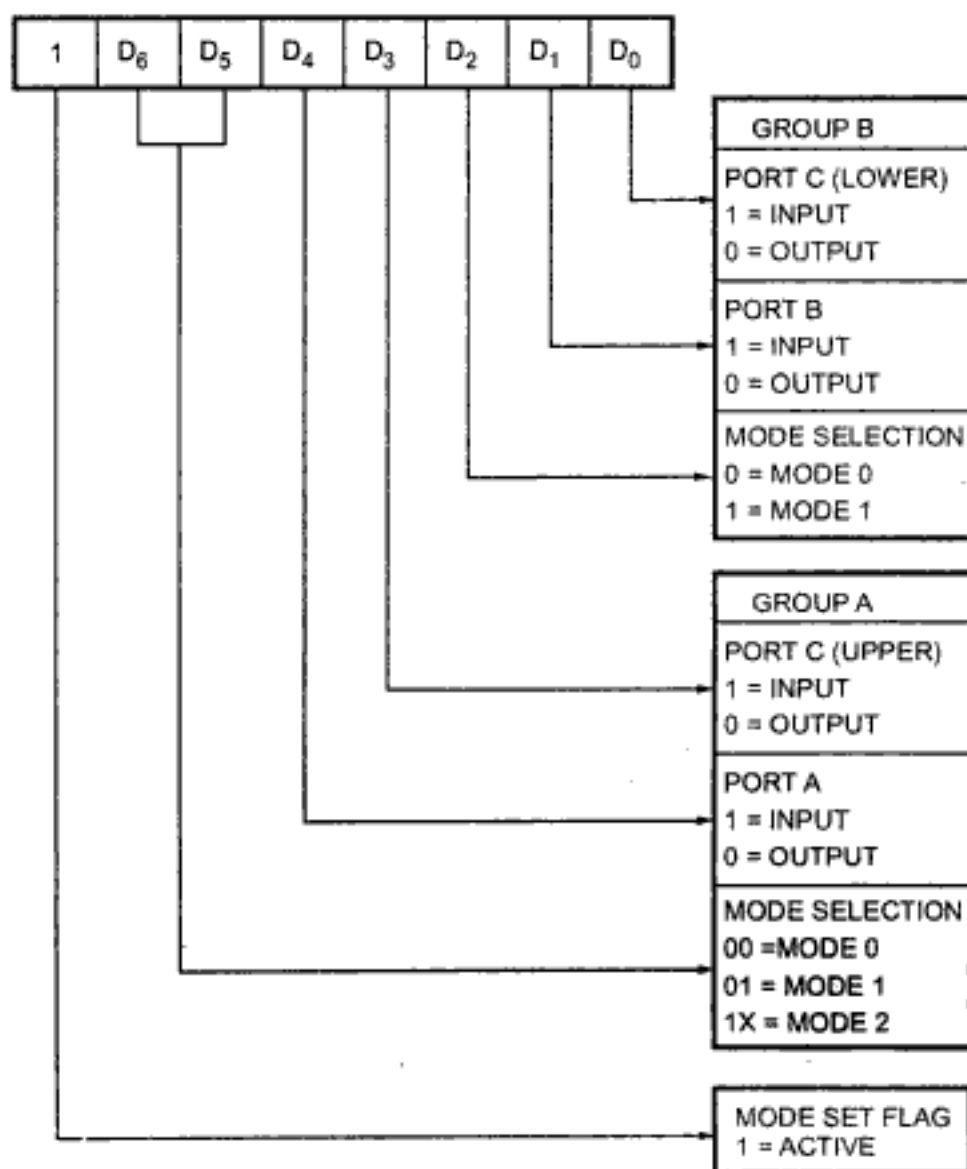 1 D₆ D₅ D₄ D₃ D₂ D₁ D₀
GROUP B
PORT C (LOWER)
1 = INPUT
0 = OUTPUT
PORT B
1 = INPUT
0 = OUTPUT
MODE SELECTION
0 = MODE 0
1 = MODE 1
GROUP A
PORT C (UPPER)
1 = INPUT
0 = OUTPUT
PORT A
1 = INPUT
0 = OUTPUT
MODE SELECTION
00 =MODE 0
01 = MODE 1
1X = MODE 2
MODE SET FLAG
1 = ACTIVE